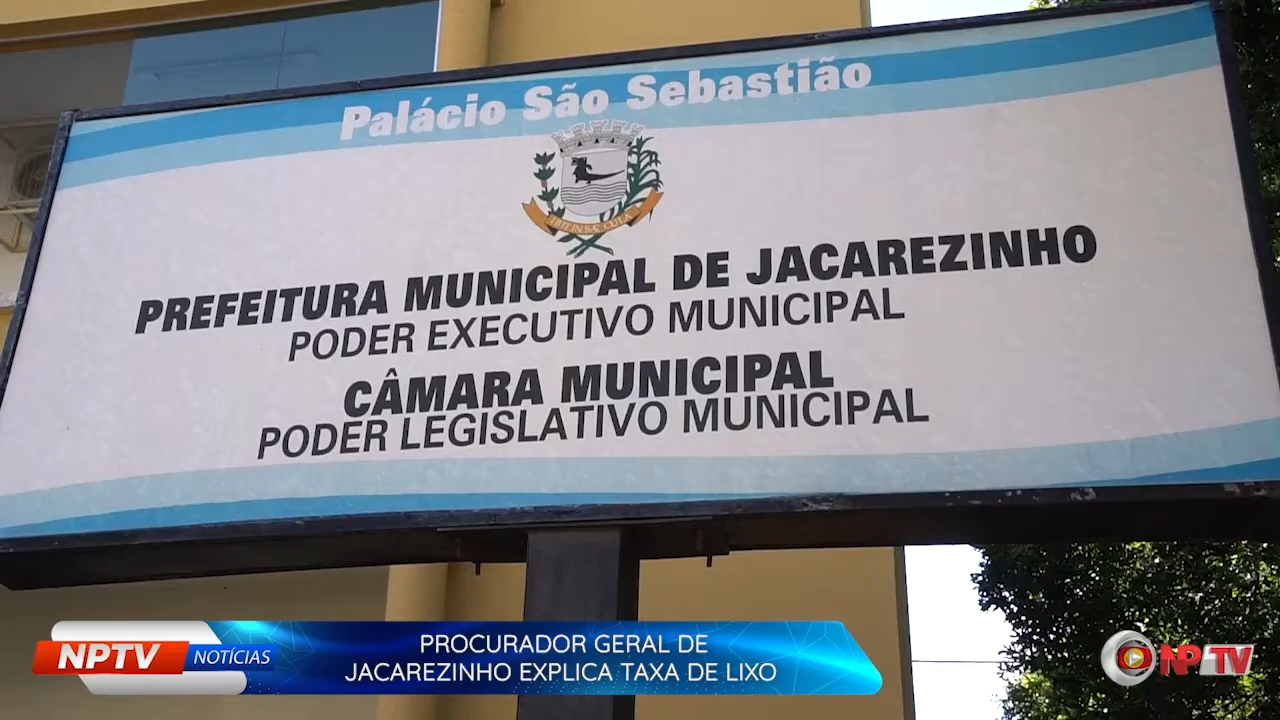 Palácio São Sebastião
PREFEITURA MUNICIPAL DE JACAREZINHO
PODER EXECUTIVO MUNICIPAL
CÂMARA MUNICIPAL
PODER LEGISLATIVO MUNICIPAL
NPTV NOTÍCIAS
PROCURADOR GERAL DE
JACAREZINHO EXPLICA TAXA DE LIXO
NPTV